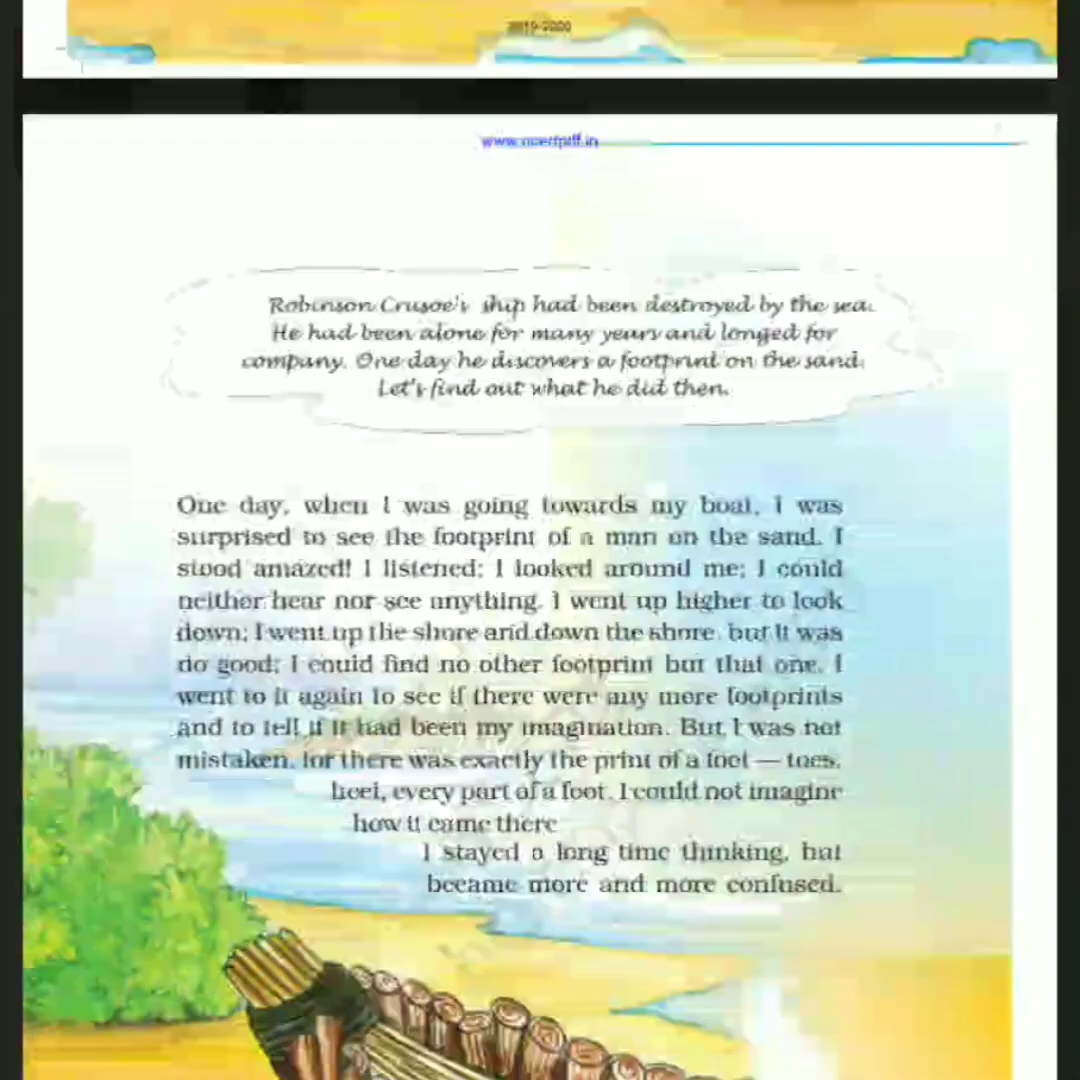 2019-2020
www.ncertpdf.in
Robinson Crusoe's ship had been destroyed by the sea.
He had been alone for many years and longed for
company. One day he discovers a footprint on the sand.
Let's find out what he did then.
One day, when I was going towards my boat, I was
surprised to see the footprint of a man on the sand. I
stood amazed! I listened; I looked around me; I could
neither hear nor see anything. I went up higher to look
down; I went up the shore and down the shore, but it was
no good; I could find no other footprint but that one. I
went to it again to see if there were any more footprints
and to tell if it had been my imagination. But I was not
mistaken, for there was exactly the print of a foot — toes,
heel, every part of a foot. I could not imagine
how it came there
I stayed a long time thinking, but
became more and more confused.